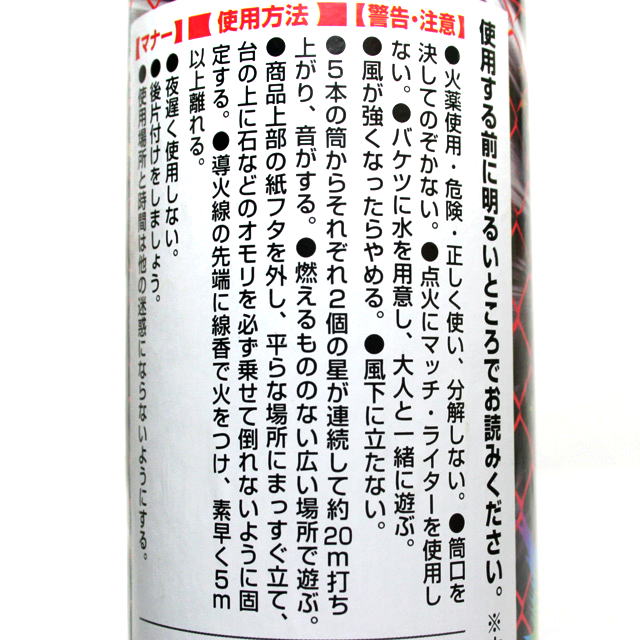 使用する前に明るいところでお読みください。※
【警告・注意】
●火薬使用・危険・正しく使い、分解しない。●筒口を
決してのぞかない。●点火にマッチ・ライターを使用し
ない。●バケツに水を用意し、大人と一緒に遊ぶ。
●風が強くなったらやめる。●風下に立たない。
■使用方法■
●5本の筒からそれぞれ2個の星が連続して約20m打ち
上がり、音がする。●燃えるもののない広い場所で遊ぶ。
●商品上部の紙フタを外し、平らな場所にまっすぐ立て、
台の上に石などのオモリを必ず乗せて倒れないように固
定する。●導火線の先端に線香で火をつけ、素早く5m
以上離れる。
【マナー】
●夜遅く使用しない。
●後片付けをしましょう。
●使用場所と時間は他の迷惑にならないようにする。